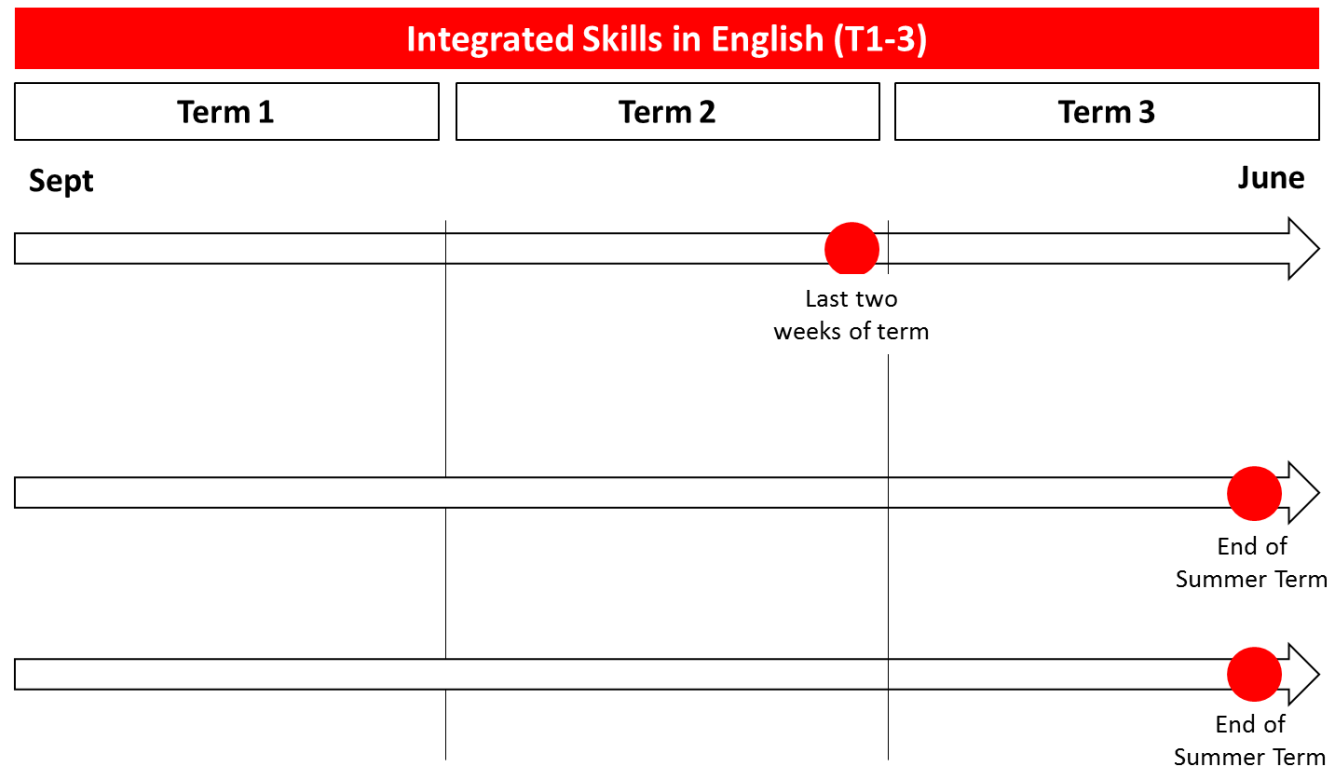 Integrated Skills in English (T1-3)
Term 1
Term 2
Term 3
Sept
June
Last two
weeks of term
End of
Summer Term
End of
Summer Term